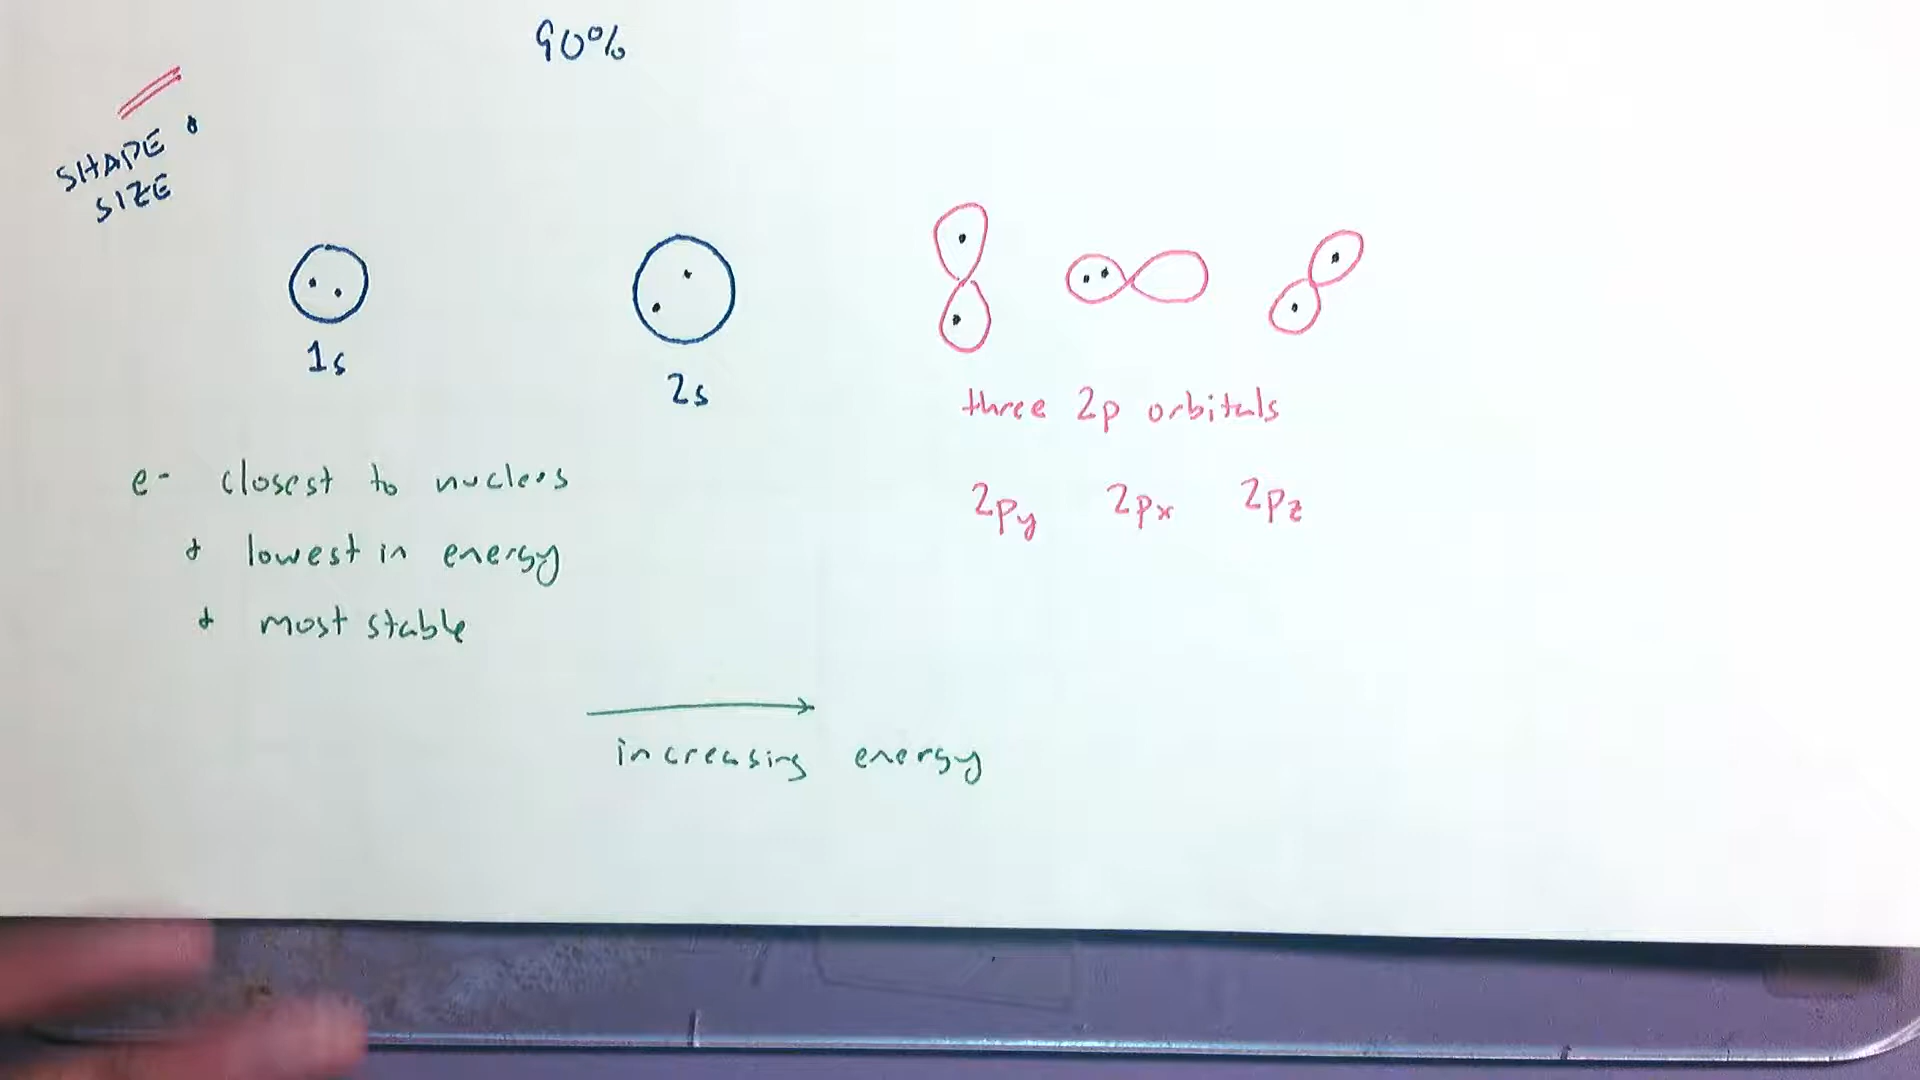 90%
SHAPE
SIZE
1s
2s
three 2p orbitals
2py 2px 2pz
e- closest to nucleus
+ lowest in energy
+ most stable
increasing energy